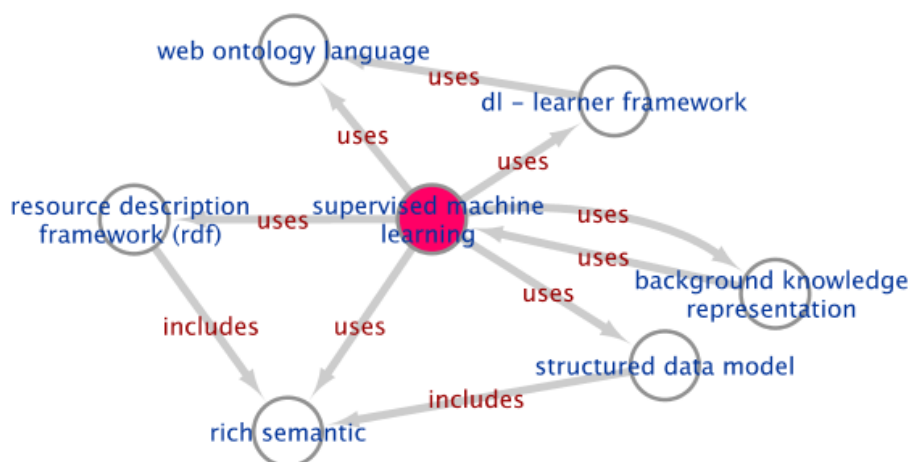 web ontology language
uses
dl - learner framework
uses
uses
resource description
framework (rdf)
uses
supervised machine
learning
uses
uses
background knowledge
representation
uses
includes
uses
structured data model
includes
rich semantic